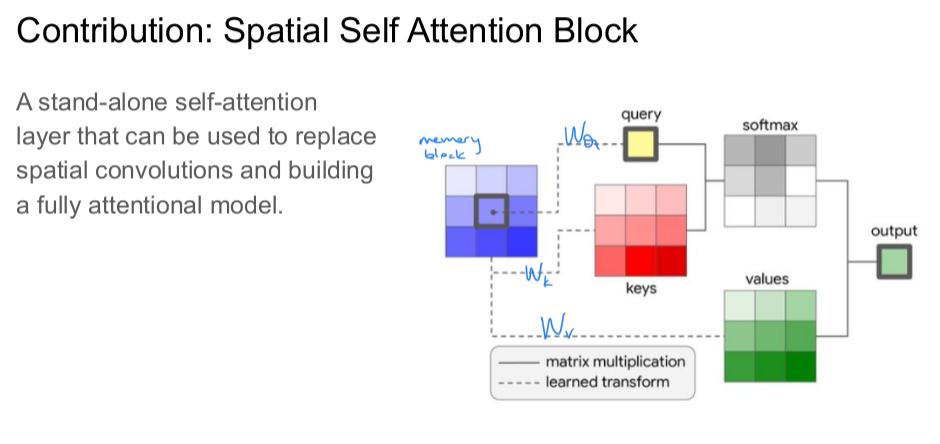 Contribution: Spatial Self Attention Block
A stand-alone self-attention
layer that can be used to replace
spatial convolutions and building
a fully attentional model.
memory
block
W_Q
query
softmax
output
keys
W_k
values
W_v
matrix multiplication
learned transform